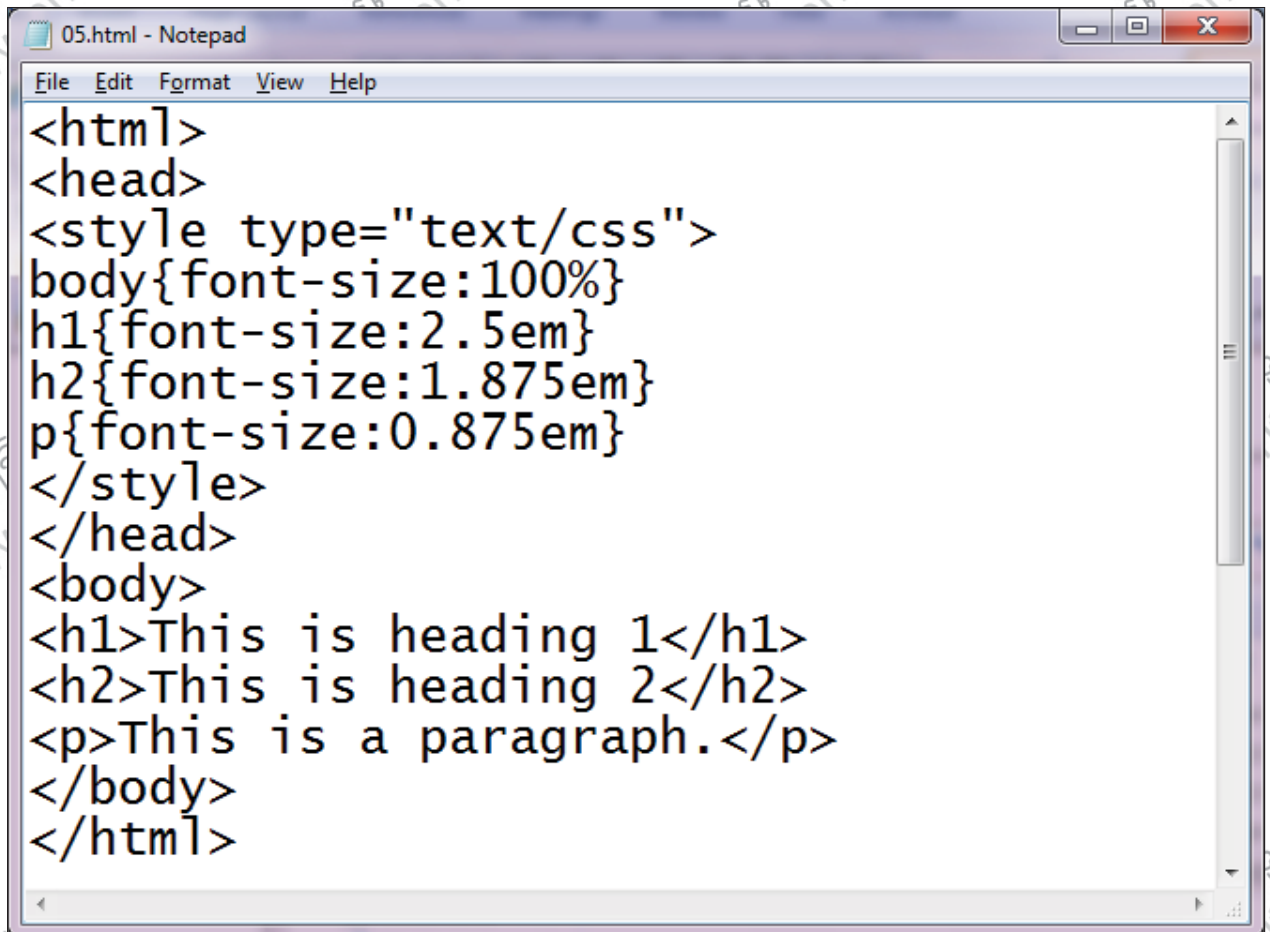 05.html - Notepad
File Edit Format View Help
<html>
<head>
<style type="text/css">
body{font-size:100%}
h1{font-size:2.5em}
h2{font-size:1.875em}
p{font-size:0.875em}
</style>
</head>
<body>
<h1>This is heading 1</h1>
<h2>This is heading 2</h2>
<p>This is a paragraph.</p>
</body>
</html>